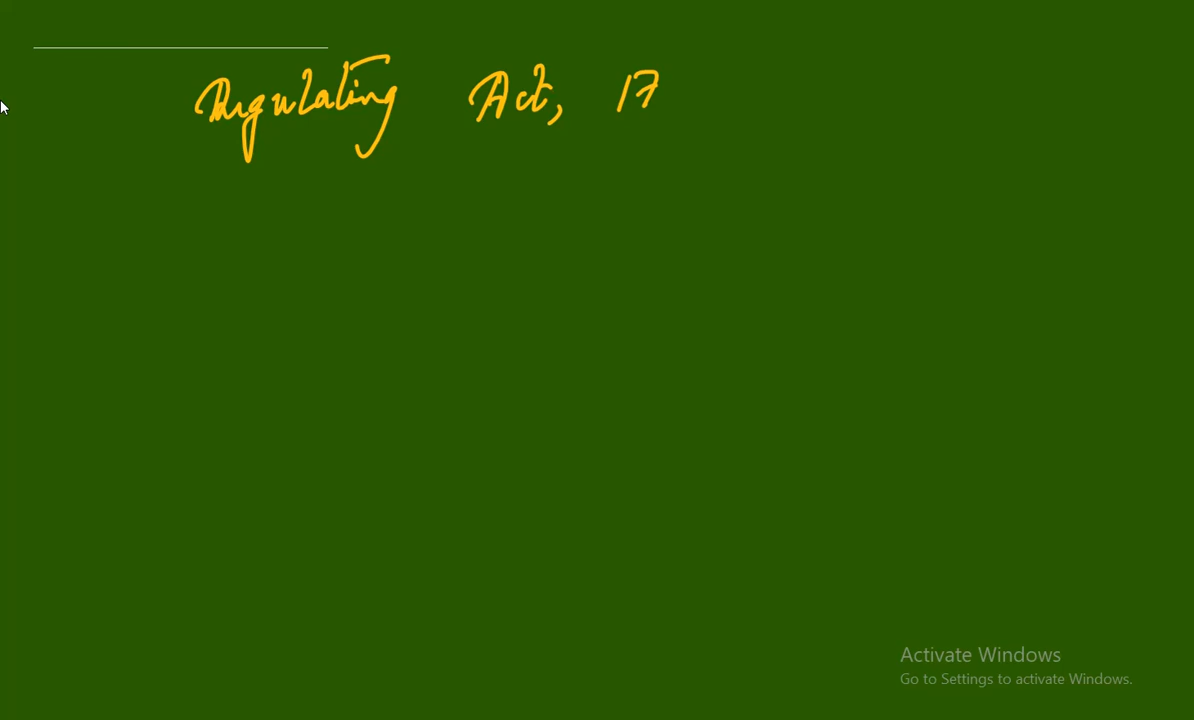 Regulating Act, 17
Activate Windows
Go to Settings to activate Windows.